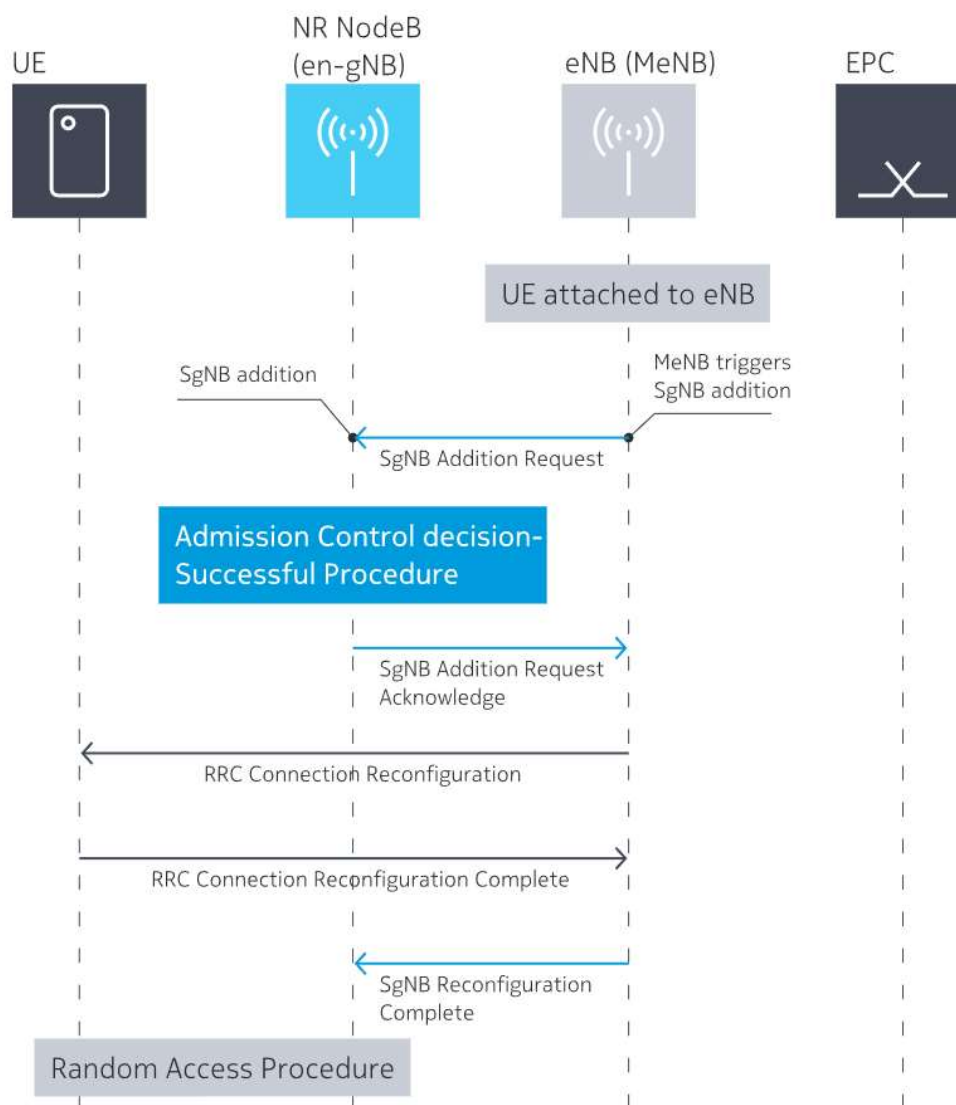 UE
NR NodeB
(en-gNB)
eNB (MeNB)
EPC
UE attached to eNB
SgNB addition
MeNB triggers
SgNB addition
SgNB Addition Request
Admission Control decision-
Successful Procedure
SgNB Addition Request
Acknowledge
RRC Connection Reconfiguration
RRC Connection Reconfiguration Complete
SgNB Reconfiguration
Complete
Random Access Procedure